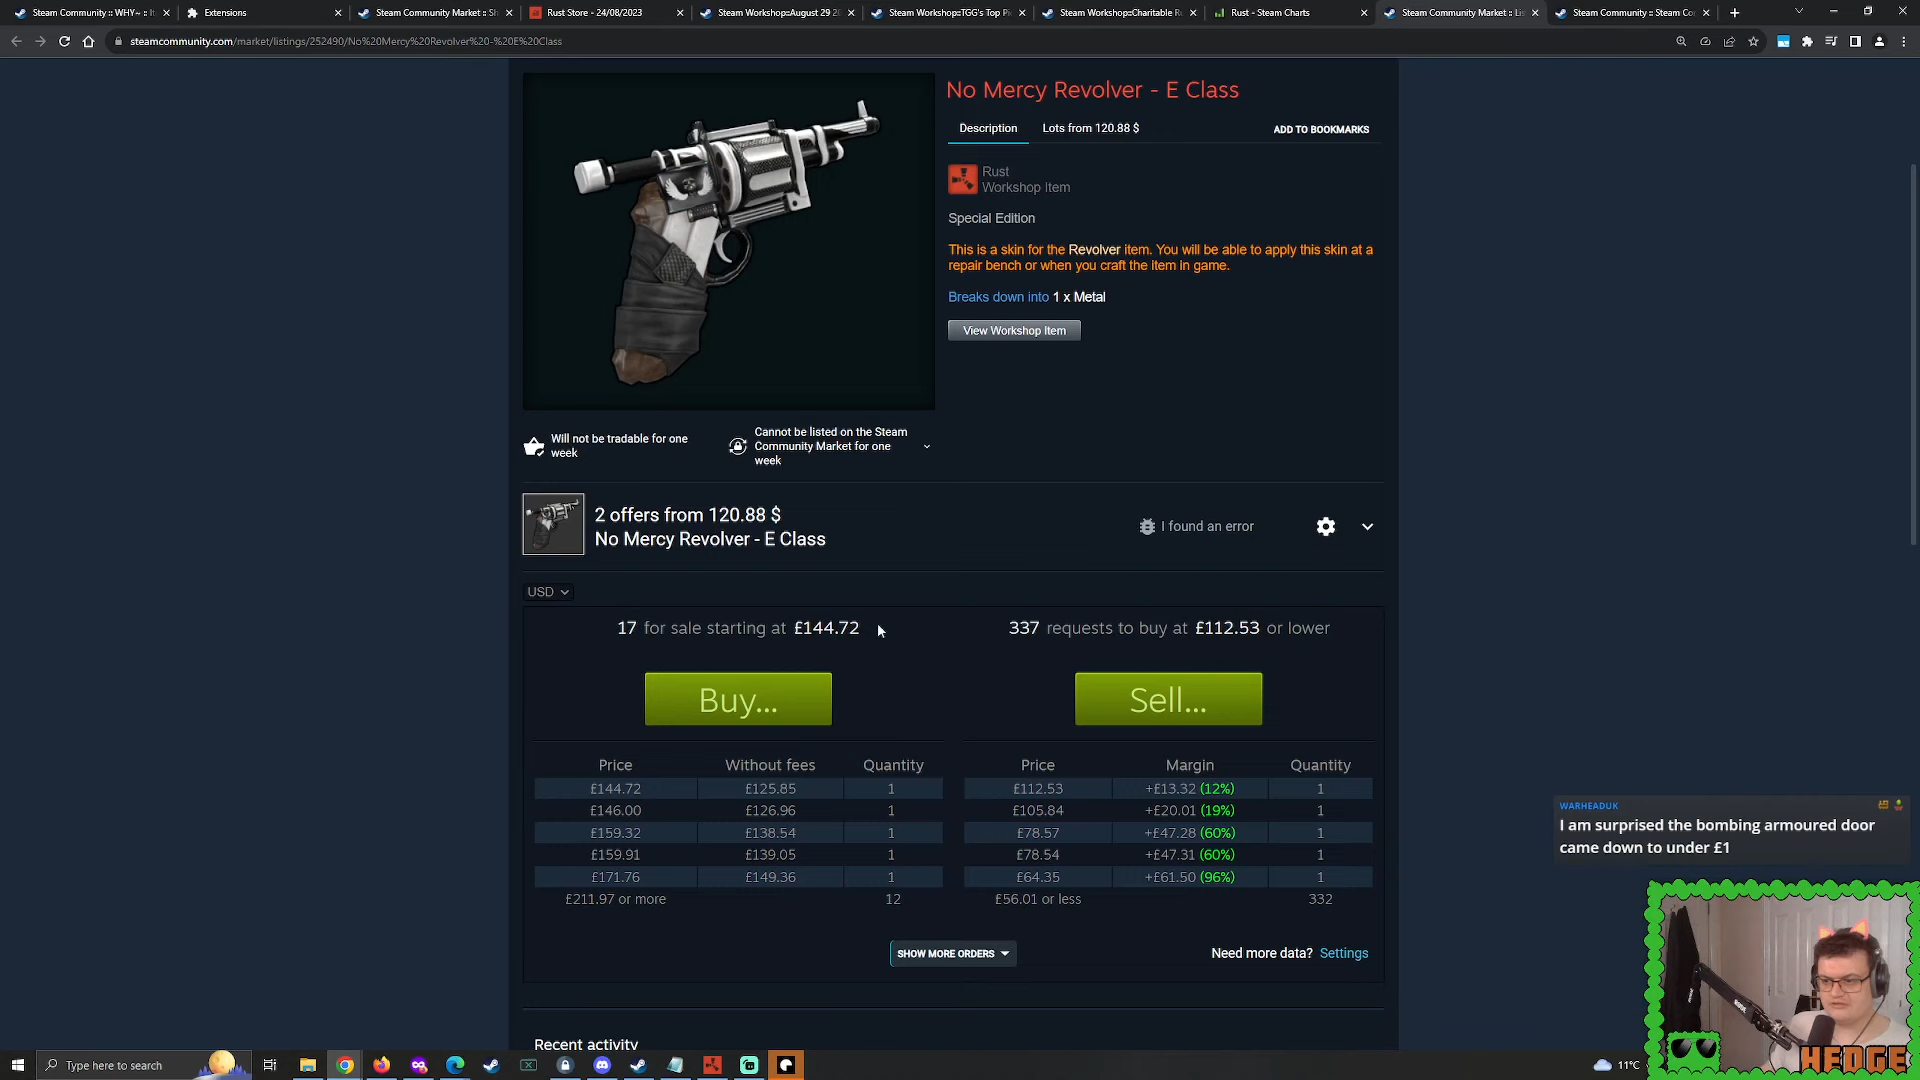 Steam Community :: WHY~ :: It
Extensions
Steam Community Market :: Sh
Rust Store - 24/08/2023
Steam Workshop::August 29 2
Steam Workshop::TGG's Top Pi
Steam Workshop::Charitable Ru
Rust - Steam Charts
Steam Community Market :: Lis
Steam Community :: Steam Co
steamcommunity.com/market/listings/252490/No%20Mercy%20Revolver%20-%20E%20Class
No Mercy Revolver - E Class
Description
Lots from 120.88 $
ADD TO BOOKMARKS
Rust
Workshop Item
Special Edition
This is a skin for the Revolver item. You will be able to apply this skin at a
repair bench or when you craft the item in game.
Breaks down into 1 x Metal
View Workshop Item
Will not be tradable for one
week
Cannot be listed on the Steam
Community Market for one
week
2 offers from 120.88 $
No Mercy Revolver - E Class
I found an error
USD
17 for sale starting at £144.72
337 requests to buy at £112.53 or lower
Buy...
Sell...
Price Without fees Quantity
£144.72 £125.85 1
£146.00 £126.96 1
£159.32 £138.54 1
£159.91 £139.05 1
£171.76 £149.36 1
£211.97 or more 12
Price Margin Quantity
£112.53 +£13.32 (12%) 1
£105.84 +£20.01 (19%) 1
£78.57 +£47.28 (60%) 1
£78.54 +£47.31 (60%) 1
£64.35 +£61.50 (96%) 1
£56.01 or less 332
SHOW MORE ORDERS
Need more data? Settings
Recent activity
WARHEADUK
I am surprised the bombing armoured door
came down to under £1
HEDGE
Type here to search
11°C